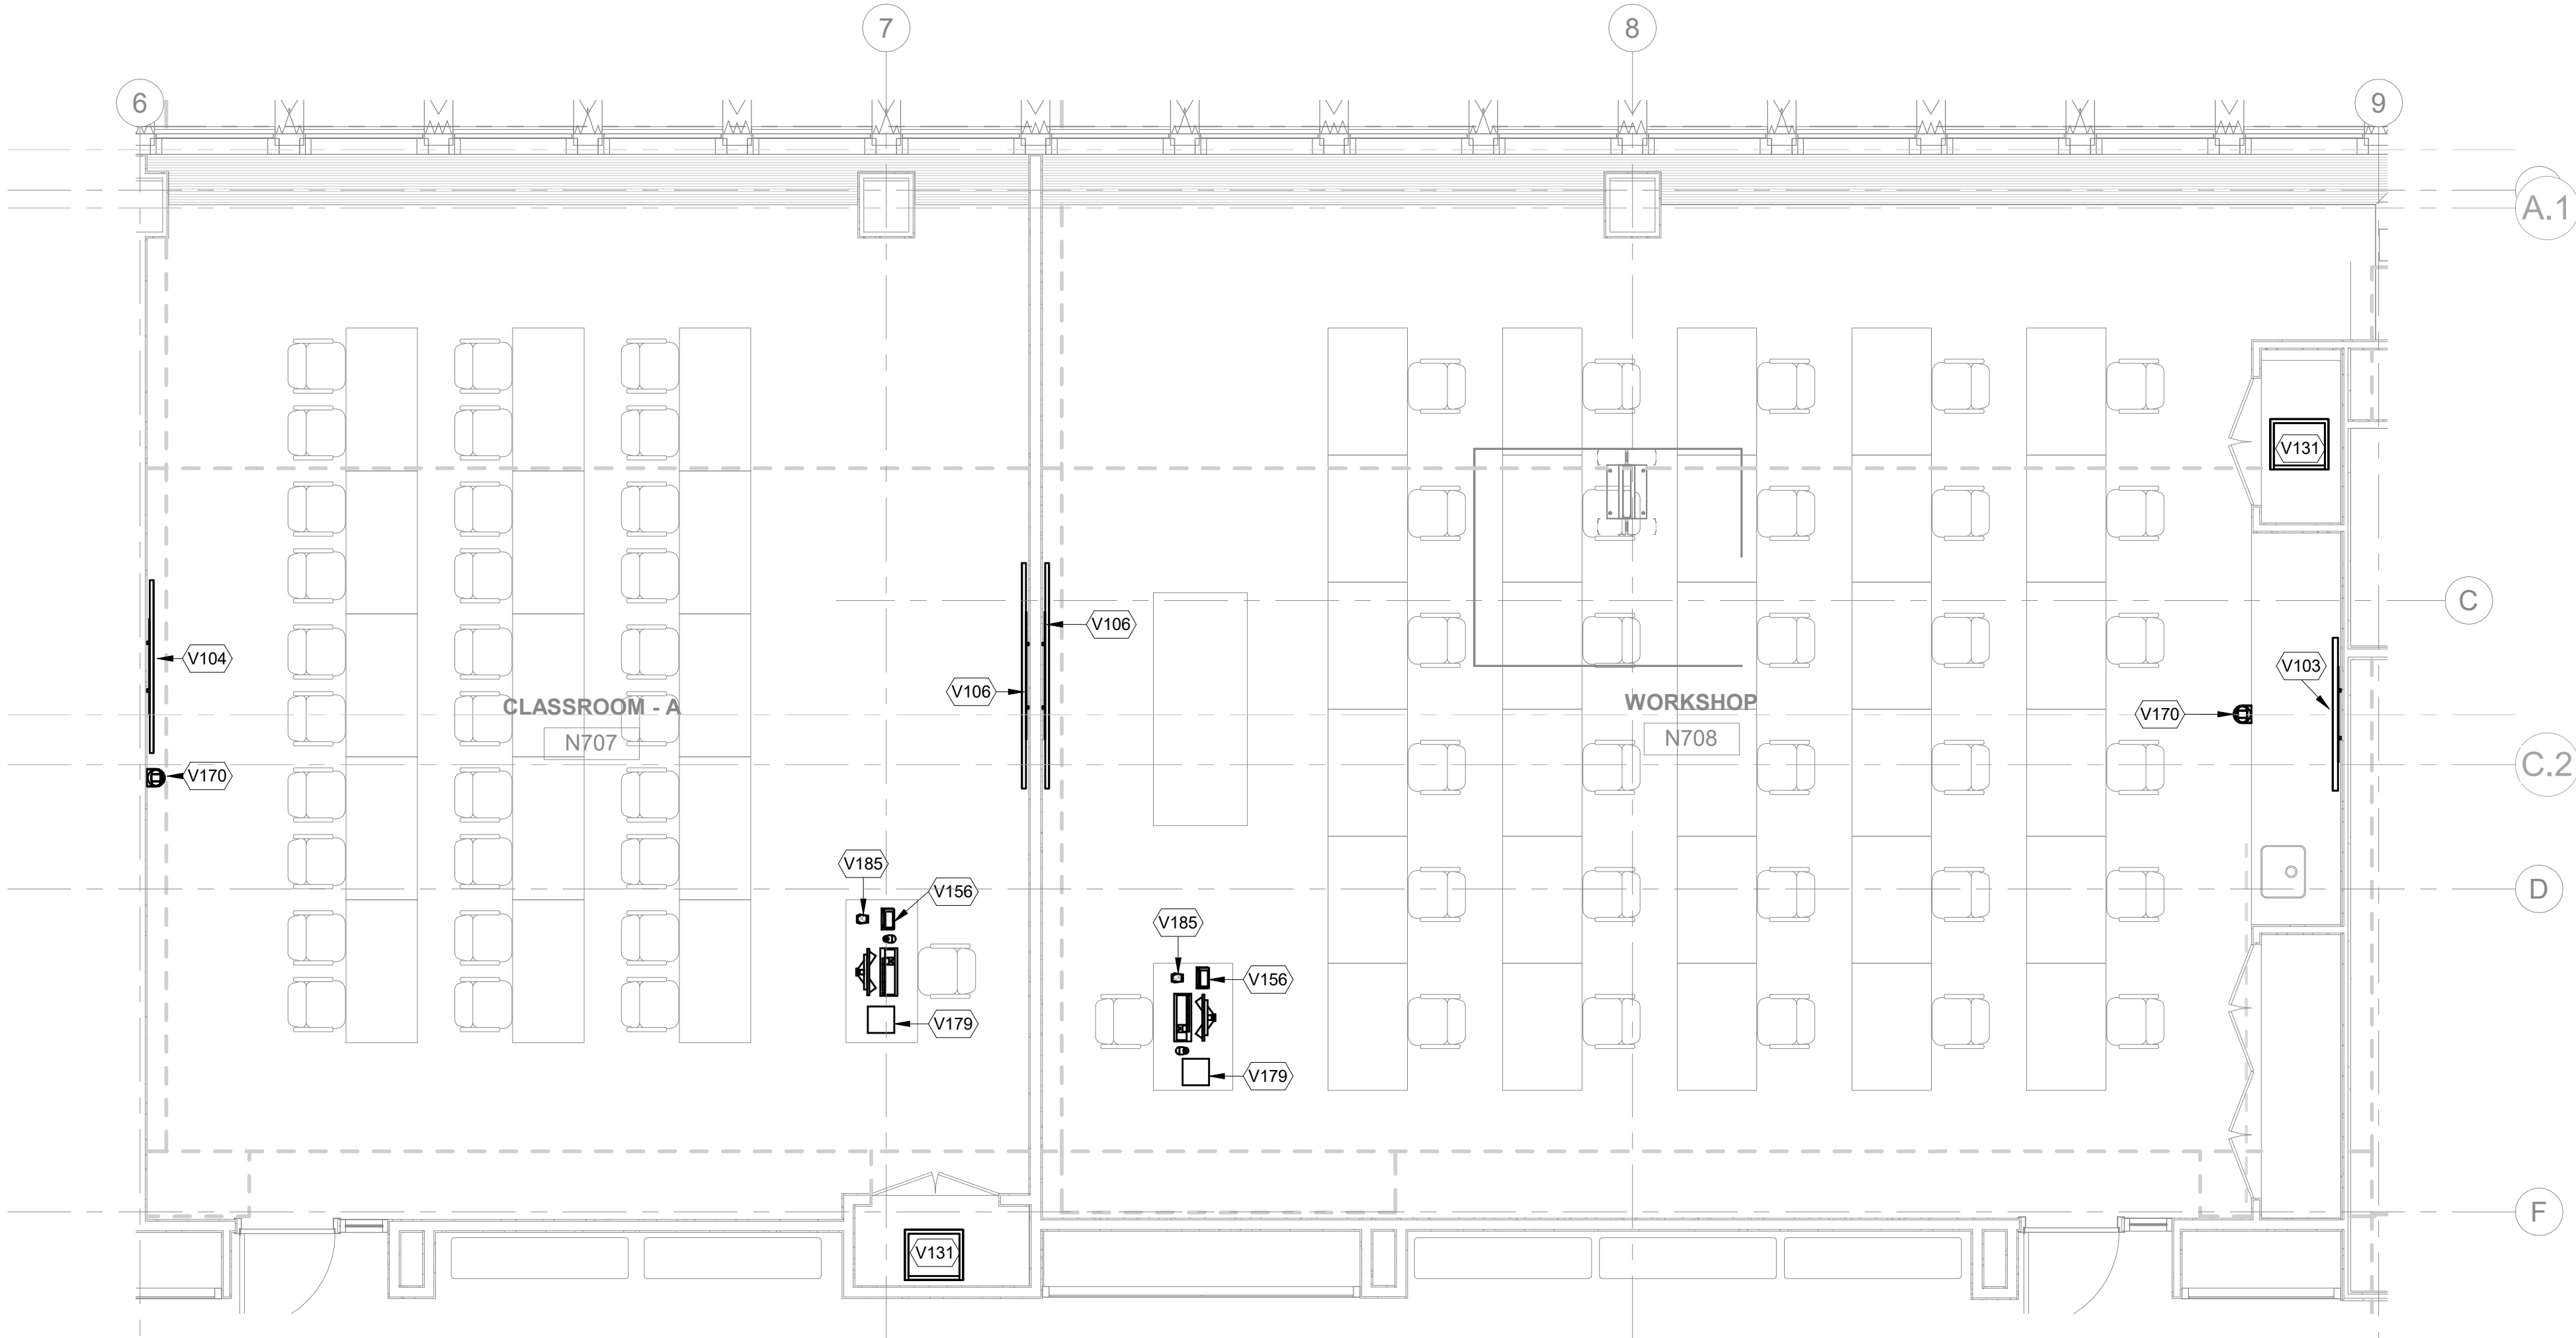 7
8
6
9
A.1
V131
C
V106
V104
V103
V106
CLASSROOM - A
WORKSHOP
V170
N707
N708
V170
C.2
V185
V156
D
V185
V156
V179
V179
F
V131